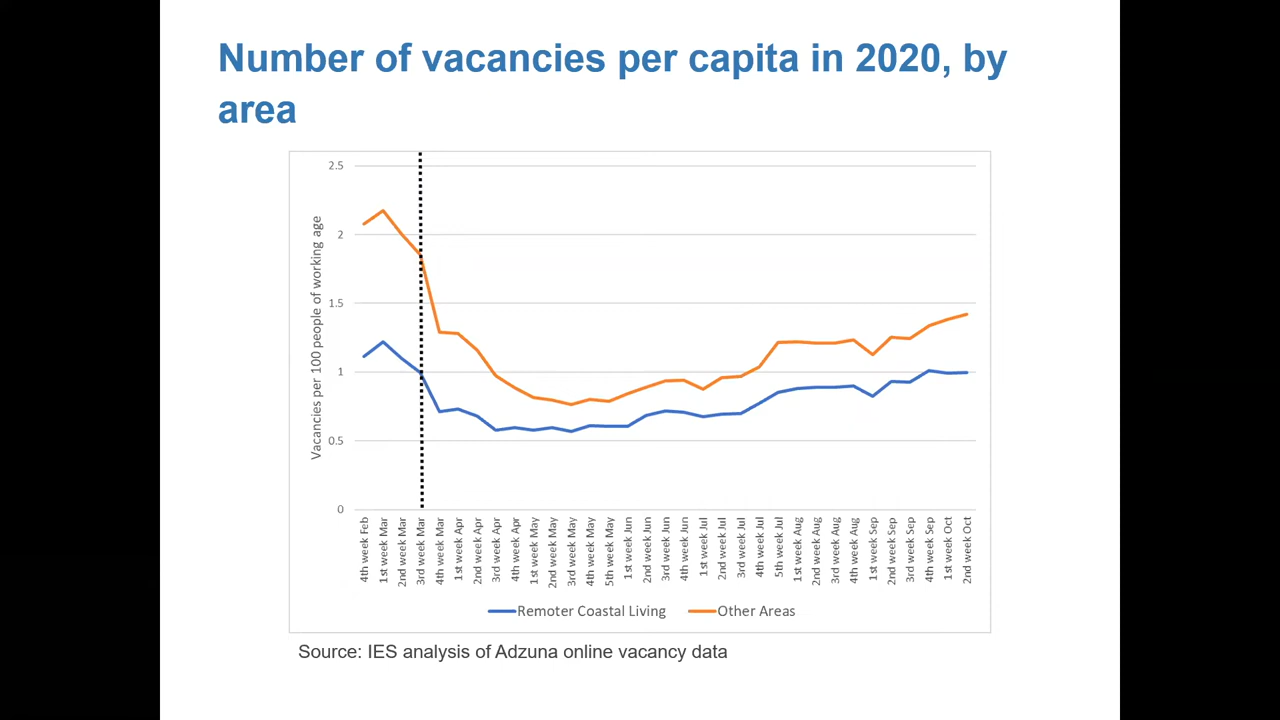 Number of vacancies per capita in 2020, by
area
Vacancies per 100 people of working age
2.5
2
1.5
1
0.5
0
4th week Feb
1st week Mar
2nd week Mar
3rd week Mar
4th week Mar
1st week Apr
2nd week Apr
3rd week Apr
4th week Apr
1st week May
2nd week May
3rd week May
4th week May
5th week May
1st week Jun
2nd week Jun
3rd week Jun
4th week Jun
1st week Jul
2nd week Jul
3rd week Jul
4th week Jul
5th week Jul
1st week Aug
2nd week Aug
3rd week Aug
4th week Aug
1st week Sep
2nd week Sep
3rd week Sep
4th week Sep
1st week Oct
2nd week Oct
Remoter Coastal Living
Other Areas
Source: IES analysis of Adzuna online vacancy data